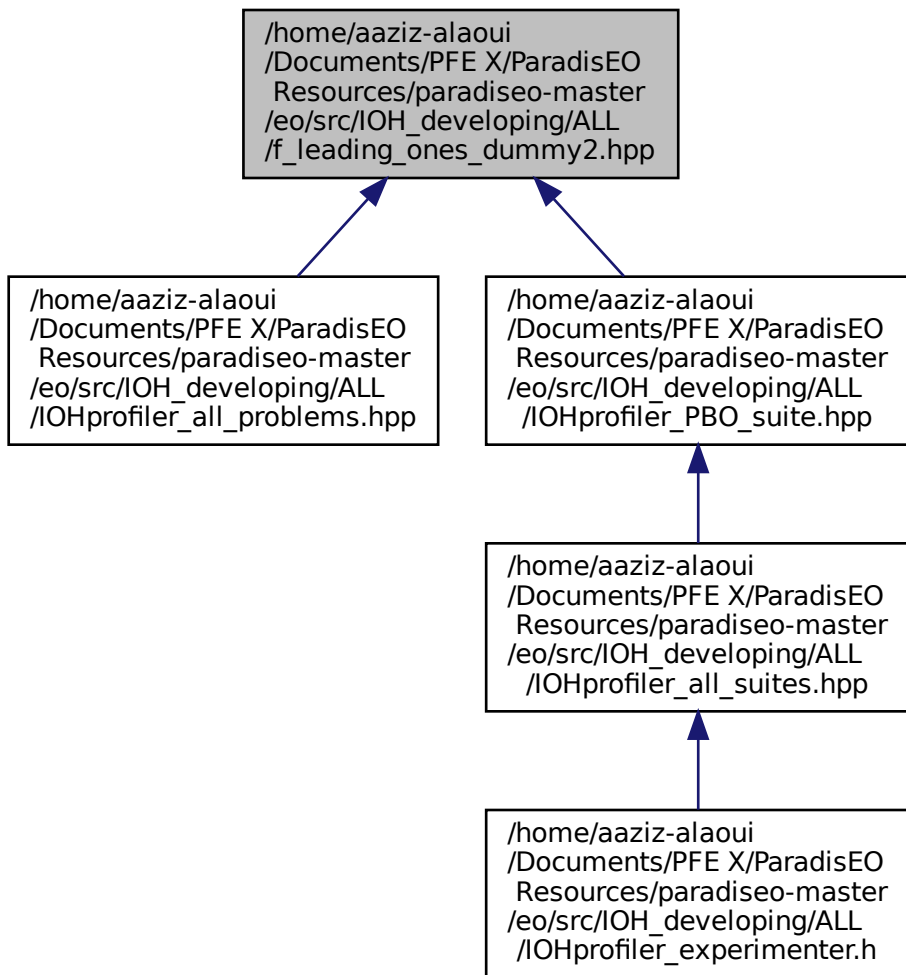 /home/aaziz-alaoui
/Documents/PFE X/ParadisEO
Resources/paradiseo-master
/eo/src/IOH_developing/ALL
/f_leading_ones_dummy2.hpp
/home/aaziz-alaoui
/Documents/PFE X/ParadisEO
Resources/paradiseo-master
/eo/src/IOH_developing/ALL
/IOHprofiler_all_problems.hpp
/home/aaziz-alaoui
/Documents/PFE X/ParadisEO
Resources/paradiseo-master
/eo/src/IOH_developing/ALL
/IOHprofiler_PBO_suite.hpp
/home/aaziz-alaoui
/Documents/PFE X/ParadisEO
Resources/paradiseo-master
/eo/src/IOH_developing/ALL
/IOHprofiler_all_suites.hpp
/home/aaziz-alaoui
/Documents/PFE X/ParadisEO
Resources/paradiseo-master
/eo/src/IOH_developing/ALL
/IOHprofiler_experimenter.h